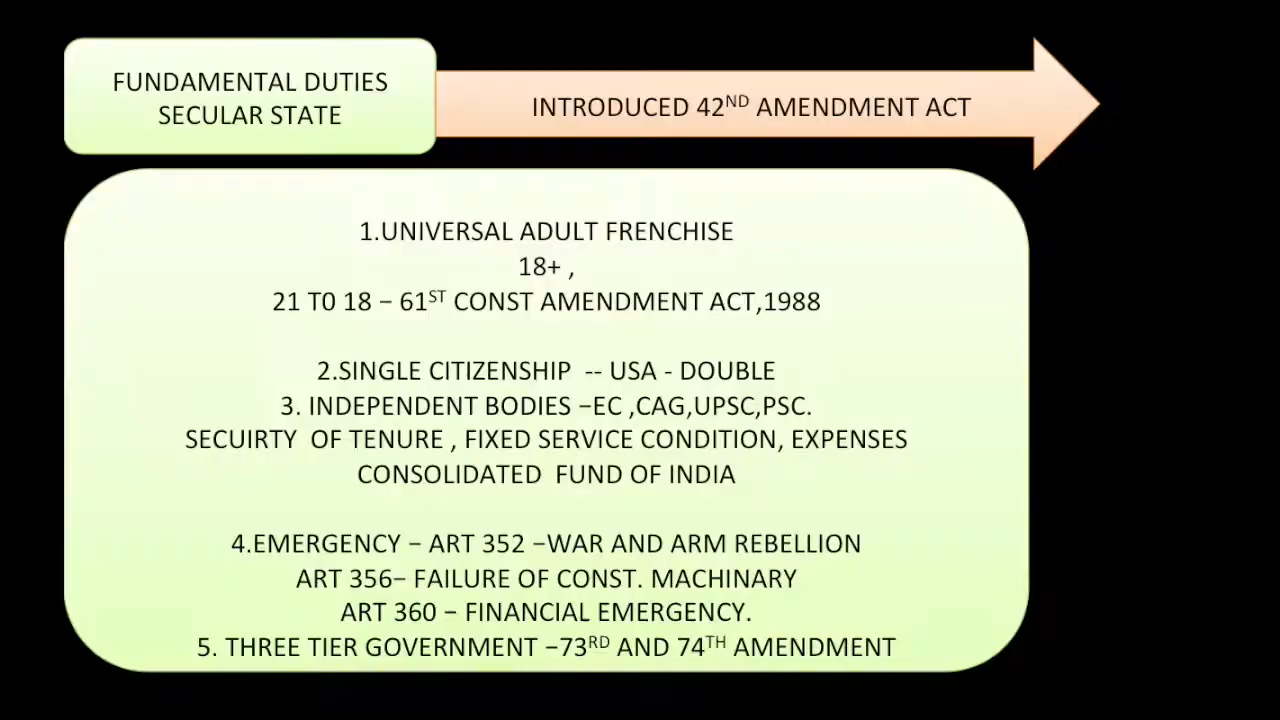 FUNDAMENTAL DUTIES
SECULAR STATE
INTRODUCED 42ND AMENDMENT ACT
1.UNIVERSAL ADULT FRENCHISE
18+ ,
21 T0 18 – 61ST CONST AMENDMENT ACT,1988
2.SINGLE CITIZENSHIP -- USA - DOUBLE
3. INDEPENDENT BODIES –EC ,CAG,UPSC,PSC.
SECUIRTY OF TENURE , FIXED SERVICE CONDITION, EXPENSES
CONSOLIDATED FUND OF INDIA
4.EMERGENCY – ART 352 –WAR AND ARM REBELLION
ART 356– FAILURE OF CONST. MACHINARY
ART 360 – FINANCIAL EMERGENCY.
5. THREE TIER GOVERNMENT –73RD AND 74TH AMENDMENT